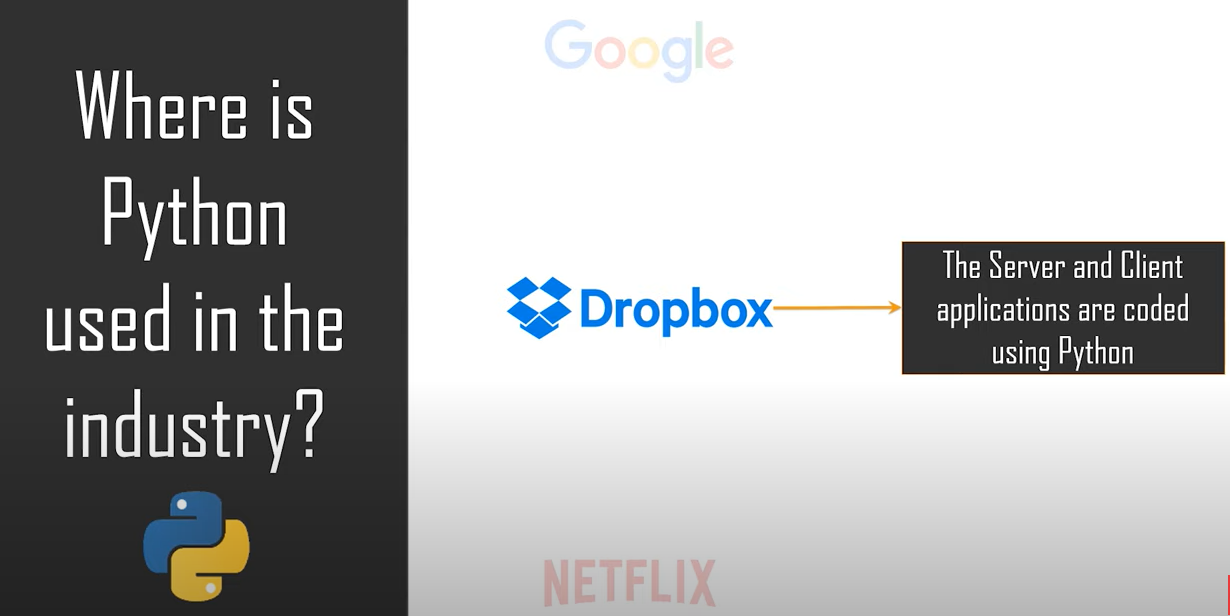 Where is
Python
used in the
industry?
Google
Dropbox
The Server and Client
applications are coded
using Python
NETFLIX